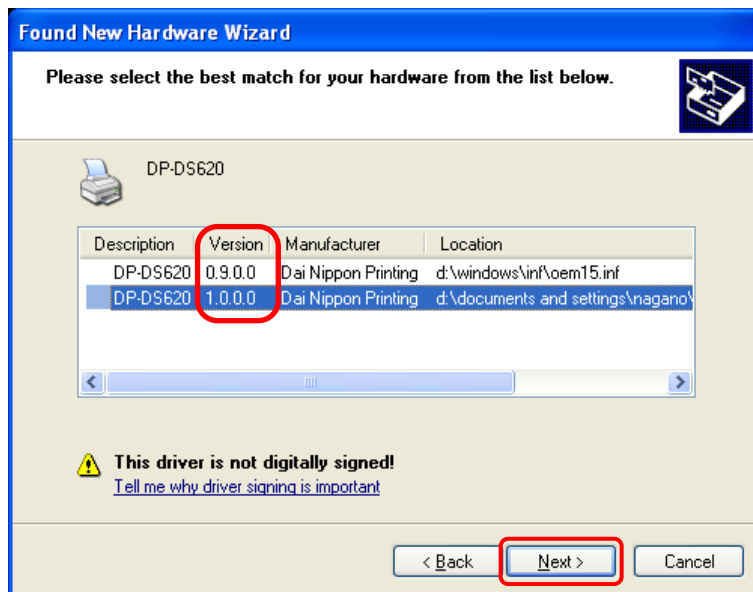 Found New Hardware Wizard
Please select the best match for your hardware from the list below.
DP-DS620
Description Version Manufacturer Location
DP-DS620 0.9.0.0 Dai Nippon Printing d:\windows\inf\oem15.inf
DP-DS620 1.0.0.0 Dai Nippon Printing d:\documents and settings\nagano\
This driver is not digitally signed!
Tell me why driver signing is important
< Back Next > Cancel